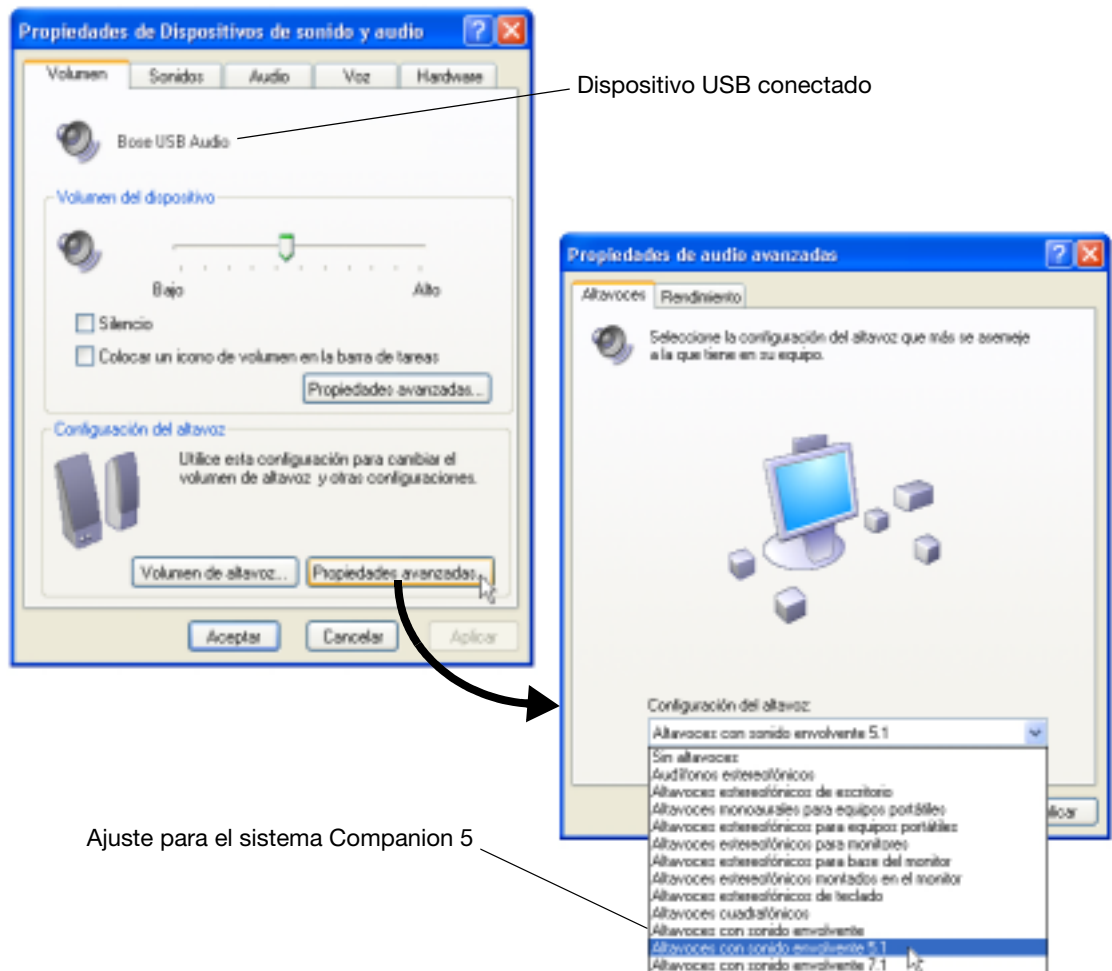 Propiedades de Dispositivos de sonido y audio
Volumen
Sonidos
Audio
Voz
Hardware
Dispositivo USB conectado
Bose USB Audio
Volumen del dispositivo
Bajo
Alto
Silencio
Colocar un icono de volumen en la barra de tareas
Propiedades avanzadas...
Configuración del altavoz
Utilice esta configuración para cambiar el
volumen de altavoz y otras configuraciones.
Volumen de altavoz...
Propiedades avanzadas...
Aceptar
Cancelar
Aplicar
Propiedades de audio avanzadas
Altavoces
Rendimiento
Seleccione la configuración del altavoz que más se asemeje
a la que tiene en su equipo.
Configuración del altavoz:
Altavoces con sonido envolvente 5.1
Sin altavoces
Audífonos estereofónicos
Altavoces estereofónicos de escritorio
Altavoces monoaurales para equipos portátiles
Altavoces estereofónicos para equipos portátiles
Altavoces estereofónicos para monitores
Altavoces estereofónicos para base del monitor
Altavoces estereofónicos montados en el monitor
Altavoces estereofónicos de teclado
Altavoces cuadrafónicos
Altavoces con sonido envolvente
Altavoces con sonido envolvente 5.1
Altavoces con sonido envolvente 7.1
plicar
Ajuste para el sistema Companion 5